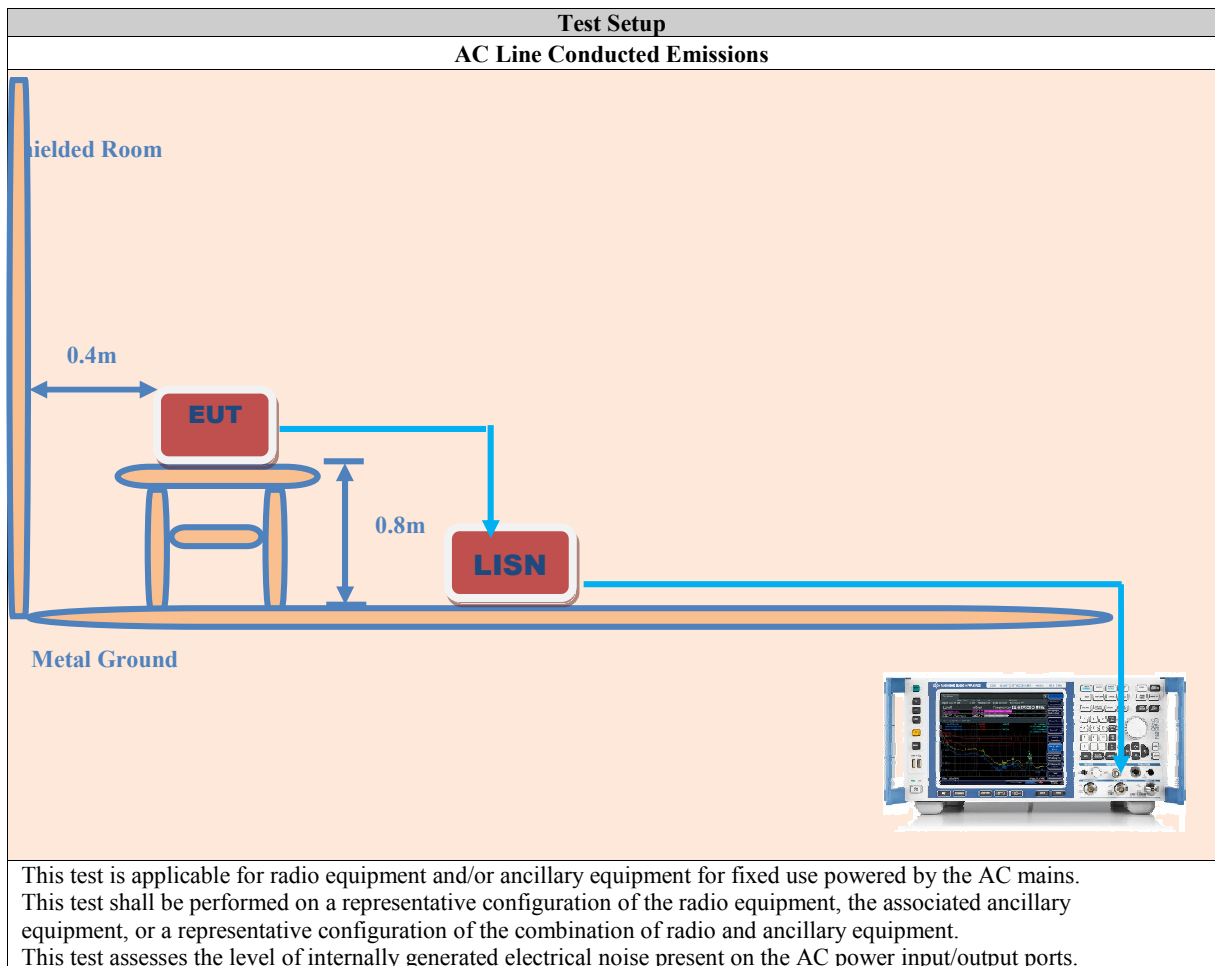 Test Setup
AC Line Conducted Emissions
hielded Room
0.4m
EUT
0.8m
LISN
Metal Ground
This test is applicable for radio equipment and/or ancillary equipment for fixed use powered by the AC mains.
This test shall be performed on a representative configuration of the radio equipment, the associated ancillary
equipment, or a representative configuration of the combination of radio and ancillary equipment.
This test assesses the level of internally generated electrical noise present on the AC power input/output ports.